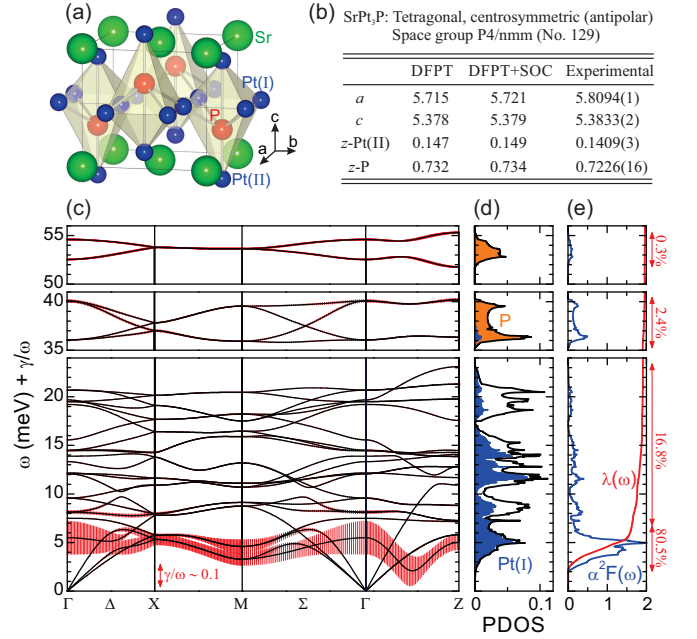 (a)
Sr
Pt(I)
P
Pt(II)
c
b
a
(b)
SrPt₃P: Tetragonal, centrosymmetric (antipolar)
Space group P4/nmm (No. 129)
DFPT DFPT+SOC Experimental
a 5.715 5.721 5.8094(1)
c 5.378 5.379 5.3833(2)
z-Pt(II) 0.147 0.149 0.1409(3)
z-P 0.732 0.734 0.7226(16)
(c)
(d)
(e)
55
50
40
35
20
15
10
5
0
ω (meV) + γ/ω
γ/ω ~ 0.1
Γ Δ X M Σ Γ Z
P
Pt(I)
0.0 0.1
PDOS
λ(ω)
α²F(ω)
0 1 2
0.3%
2.4%
16.8%
80.5%